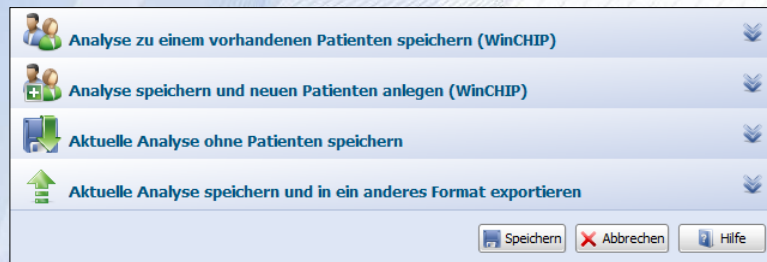 Analyse zu einem vorhandenen Patienten speichern (WinCHIP)
Analyse speichern und neuen Patienten anlegen (WinCHIP)
Aktuelle Analyse ohne Patienten speichern
Aktuelle Analyse speichern und in ein anderes Format exportieren
Speichern Abbrechen Hilfe